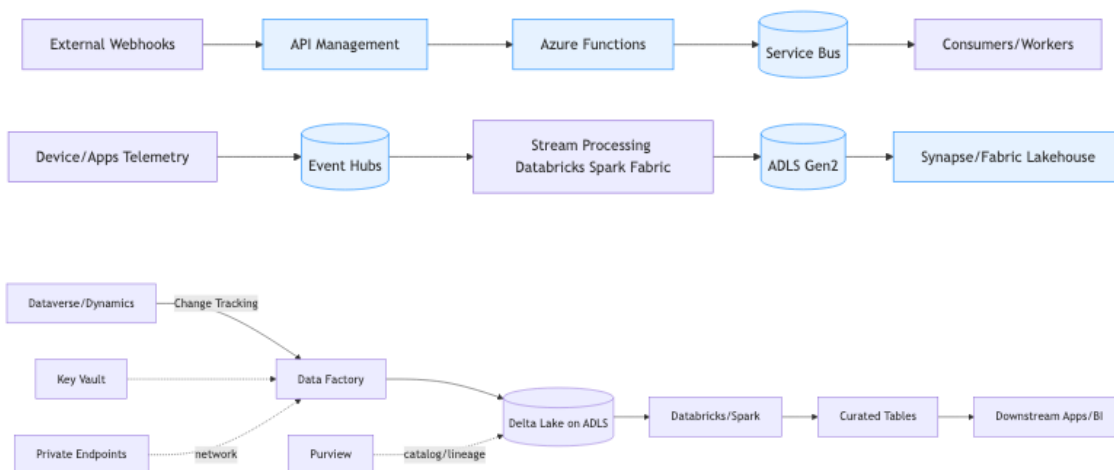 External Webhooks
API Management
Azure Functions
Service Bus
Consumers/Workers
Device/Apps Telemetry
Event Hubs
Stream Processing
Databricks Spark Fabric
ADLS Gen2
Synapse/Fabric Lakehouse
Dataverse/Dynamics
Change Tracking
Key Vault
Data Factory
Delta Lake on ADLS
Databricks/Spark
Curated Tables
Downstream Apps/BI
Private Endpoints
network
Purview
catalog/lineage